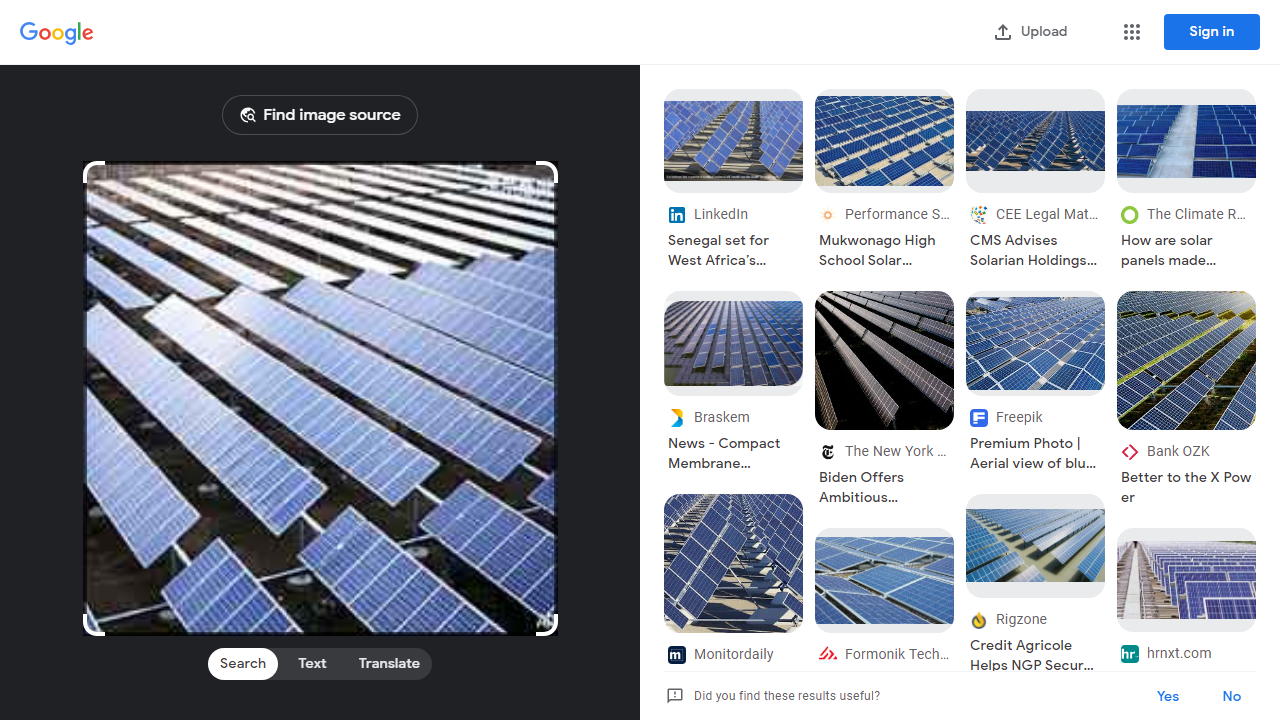 Google
Upload
Sign in
Find image source
Search
Text
Translate
LinkedIn
Senegal set for
West Africa's...
Performance S...
Mukwonago High
School Solar...
CEE Legal Mat...
CMS Advises
Solarian Holdings...
The Climate R...
How are solar
panels made...
Braskem
News - Compact
Membrane...
The New York ...
Biden Offers
Ambitious...
Freepik
Premium Photo |
Aerial view of blu...
Bank OZK
Better to the X Pow
er
Monitordaily
Formonik Tech...
Rigzone
Credit Agricole
Helps NGP Secur...
hrnxt.com
Did you find these results useful?
Yes
No